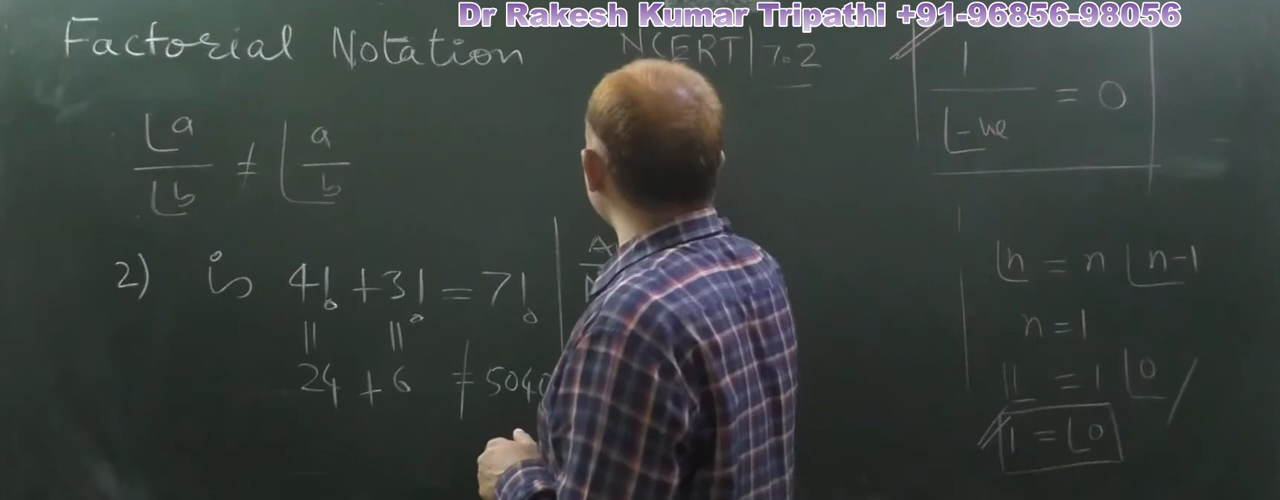 Dr Rakesh Kumar Tripathi +91-96856-98056
Factorial Notation NCERT | 7.2
1 / ⌊-ve = 0
⌊a / ⌊b ≠ ⌊a/b
2) is 4! + 3! = 7!
|| ||
24 + 6 ≠ 5040
⌊n = n ⌊n-1
n = 1
⌊1 = 1 ⌊0
1 = ⌊0